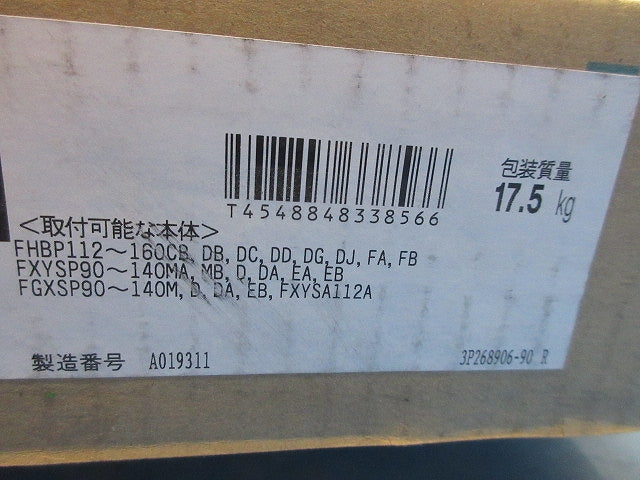 T4548848338566
包装質量
17.5 kg
<取付可能な本体>
FHBP112～160CB, DB, DC, DD, DG, DJ, FA, FB
FXYSP90～140MA, MB, D, DA, EA, EB
FGXSP90～140M, D, DA, EB, FXYSA112A
製造番号 A019311
3P268906-90 R